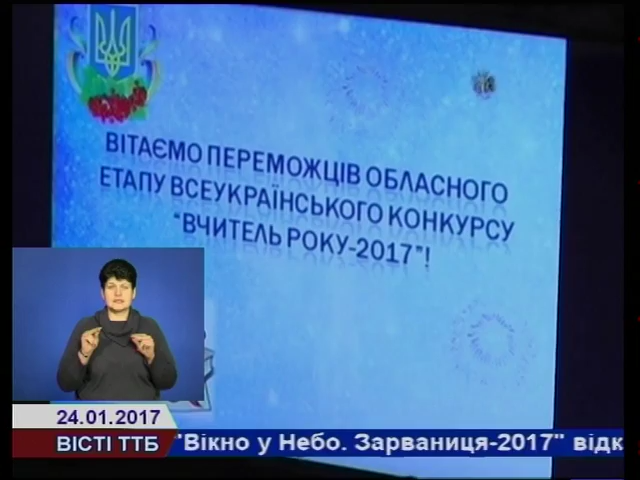 ВІТАЄМО ПЕРЕМОЖЦІВ ОБЛАСНОГО
ЕТАПУ ВСЕУКРАЇНСЬКОГО КОНКУРСУ
"ВЧИТЕЛЬ РОКУ-2017"!
24.01.2017
ВІСТІ ТТБ "Вікно у Небо. Зарваниця-2017" відк